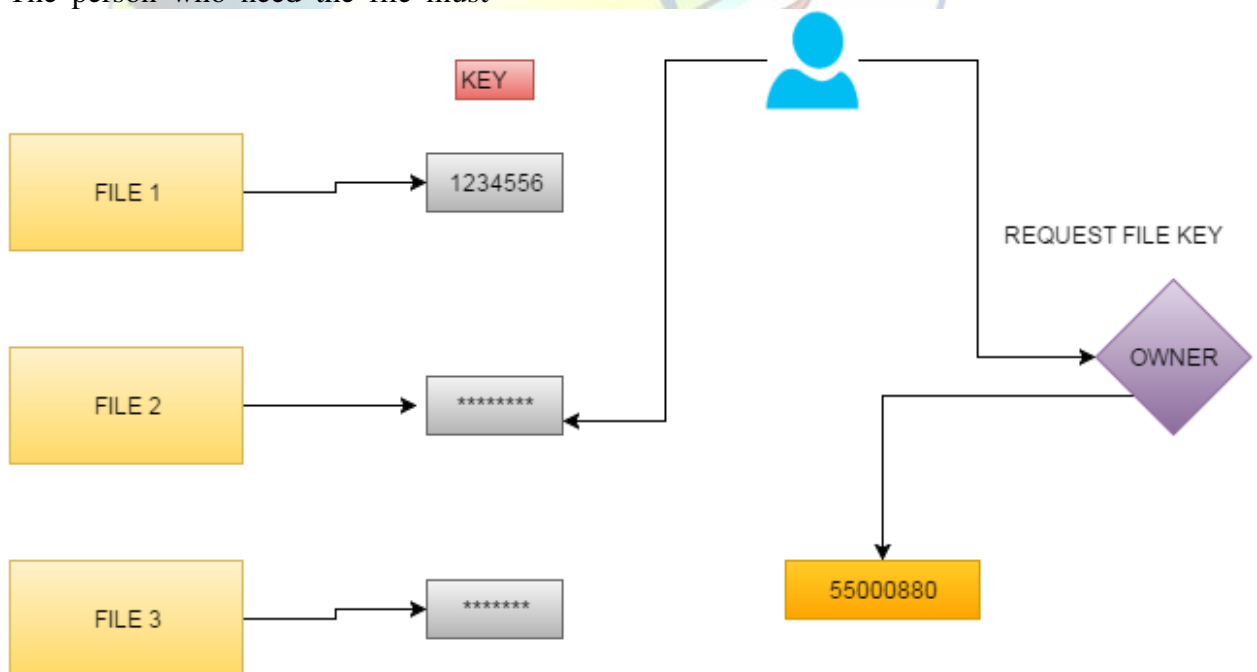 The person who need the file must
KEY
FILE 1
1234556
REQUEST FILE KEY
OWNER
FILE 2
********
55000880
FILE 3
*******